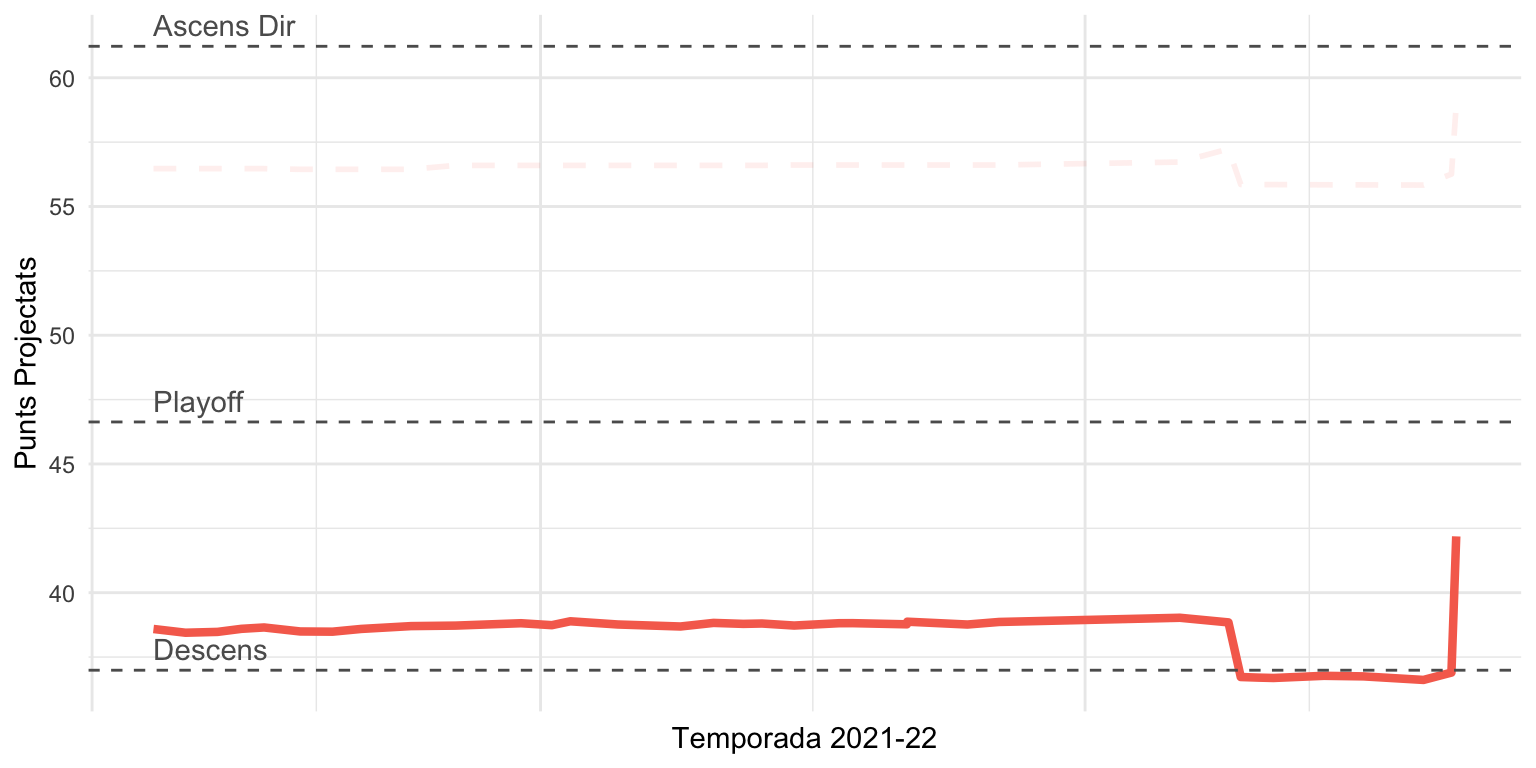 Ascens Dir
60
55
50
Playoff
45
40
Descens
Punts Projectats
Temporada 2021-22